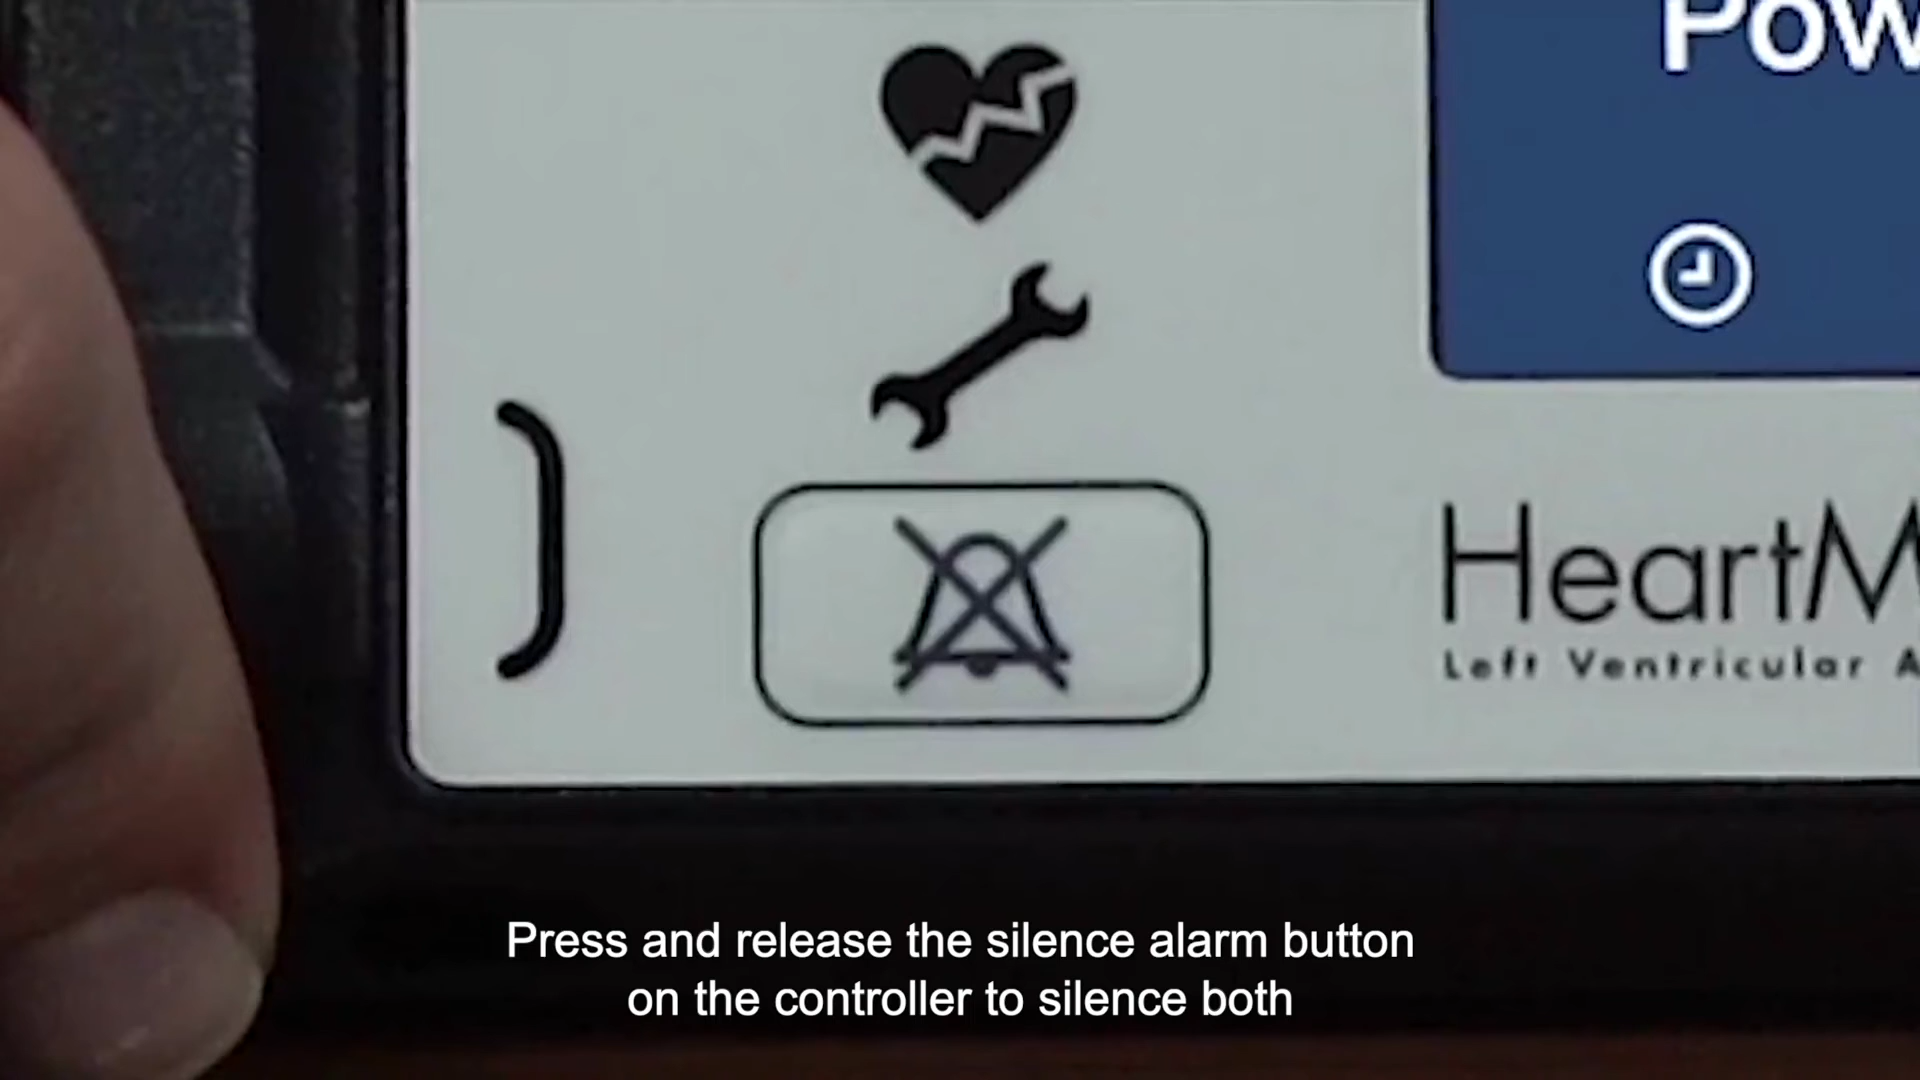 Pow
HeartM
Left Ventricular A
Press and release the silence alarm button
on the controller to silence both